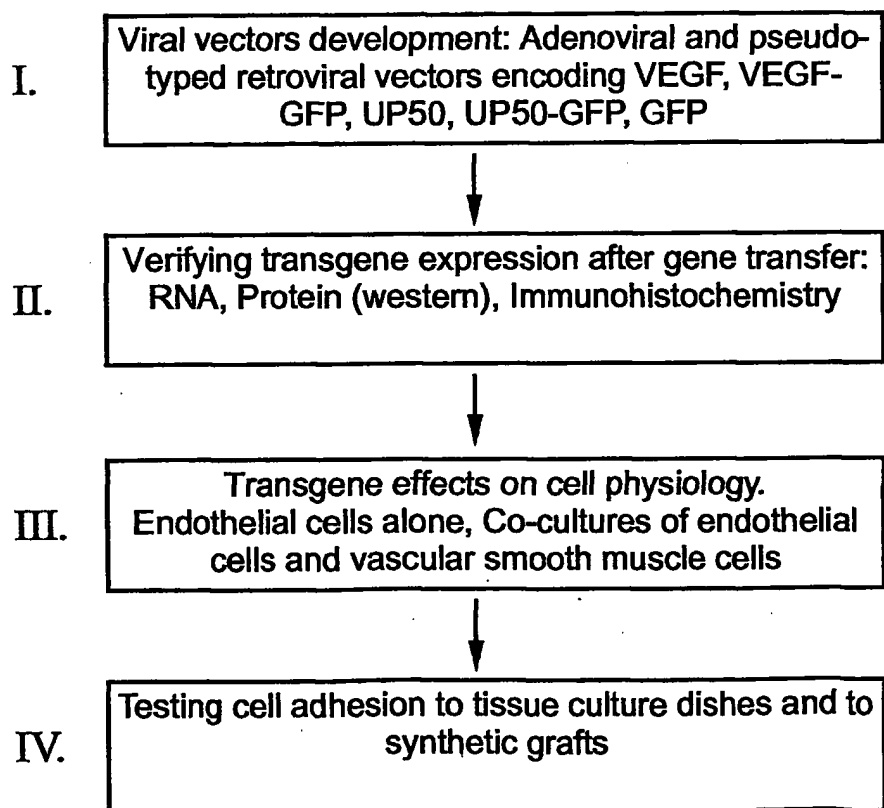 I.
Viral vectors development: Adenoviral and pseudo-
typed retroviral vectors encoding VEGF, VEGF-
GFP, UP50, UP50-GFP, GFP
II.
Verifying transgene expression after gene transfer:
RNA, Protein (western), Immunohistochemistry
III.
Transgene effects on cell physiology.
Endothelial cells alone, Co-cultures of endothelial
cells and vascular smooth muscle cells
IV.
Testing cell adhesion to tissue culture dishes and to
synthetic grafts